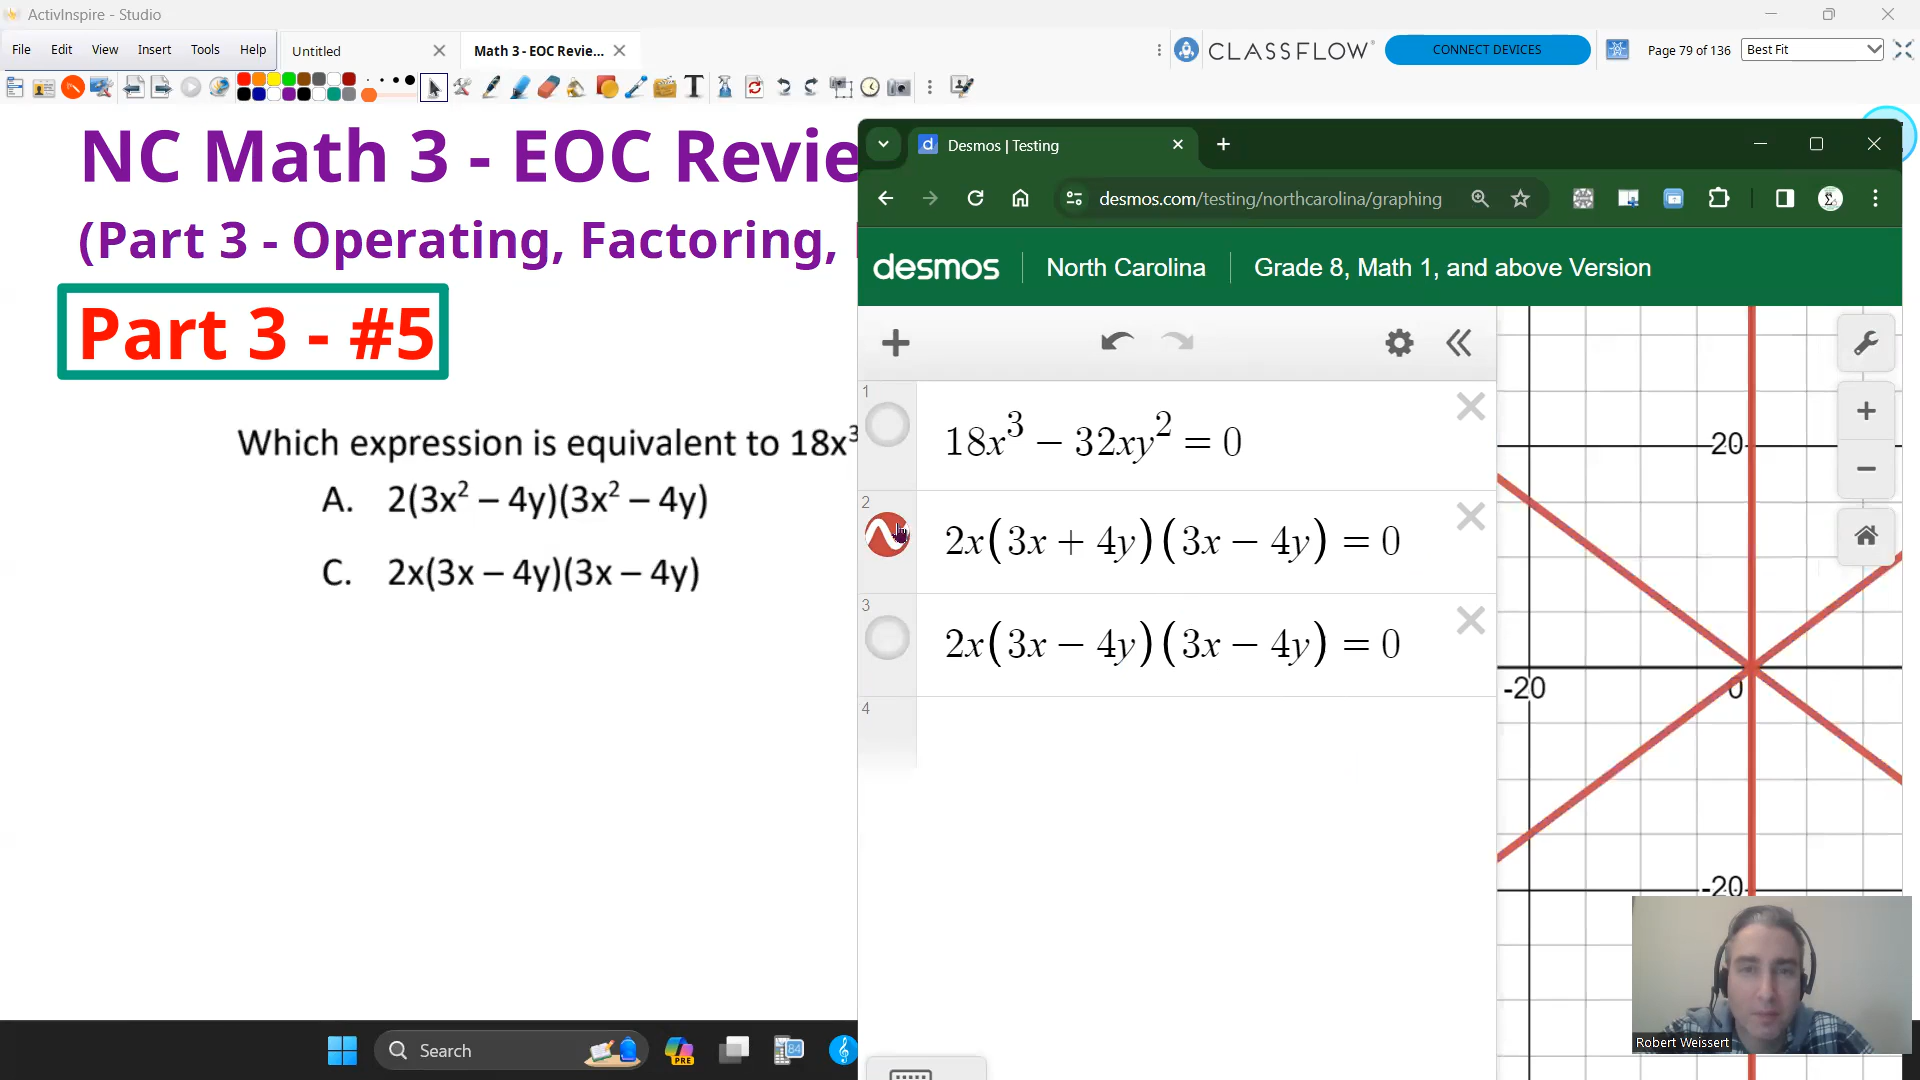 ActivInspire - Studio
File Edit View Insert Tools Help
Untitled
Math 3 - EOC Revie...
CLASSFLOW
CONNECT DEVICES
Page 79 of 136
Best Fit
NC Math 3 - EOC Revie
(Part 3 - Operating, Factoring,
Part 3 - #5
Which expression is equivalent to 18x³
A. 2(3x² – 4y)(3x² – 4y)
C. 2x(3x – 4y)(3x – 4y)
Desmos | Testing
desmos.com/testing/northcarolina/graphing
desmos
North Carolina
Grade 8, Math 1, and above Version
1
18x³ − 32xy² = 0
2
2x(3x + 4y)(3x − 4y) = 0
3
2x(3x − 4y)(3x − 4y) = 0
4
20
-20
0
-20
Search
PRE
84
Robert Weissert